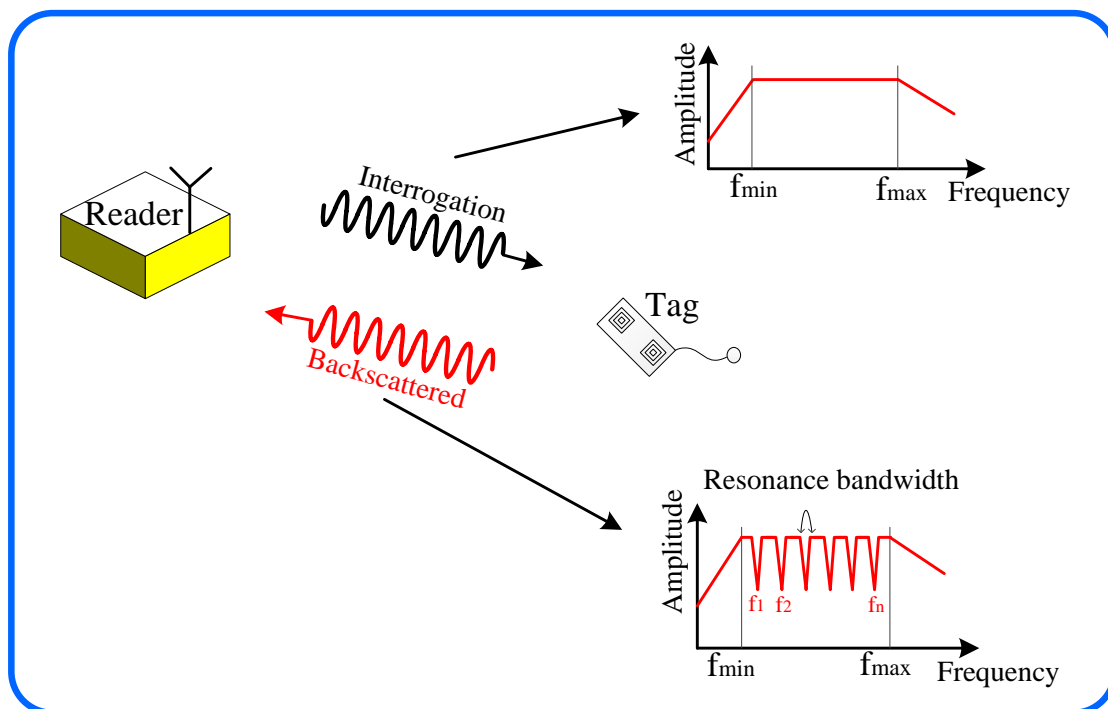 Amplitude
fmin
fmax
Frequency
Reader
Interrogation
Tag
Backscattered
Resonance bandwidth
Amplitude
f1
f2
fn
fmin
fmax
Frequency